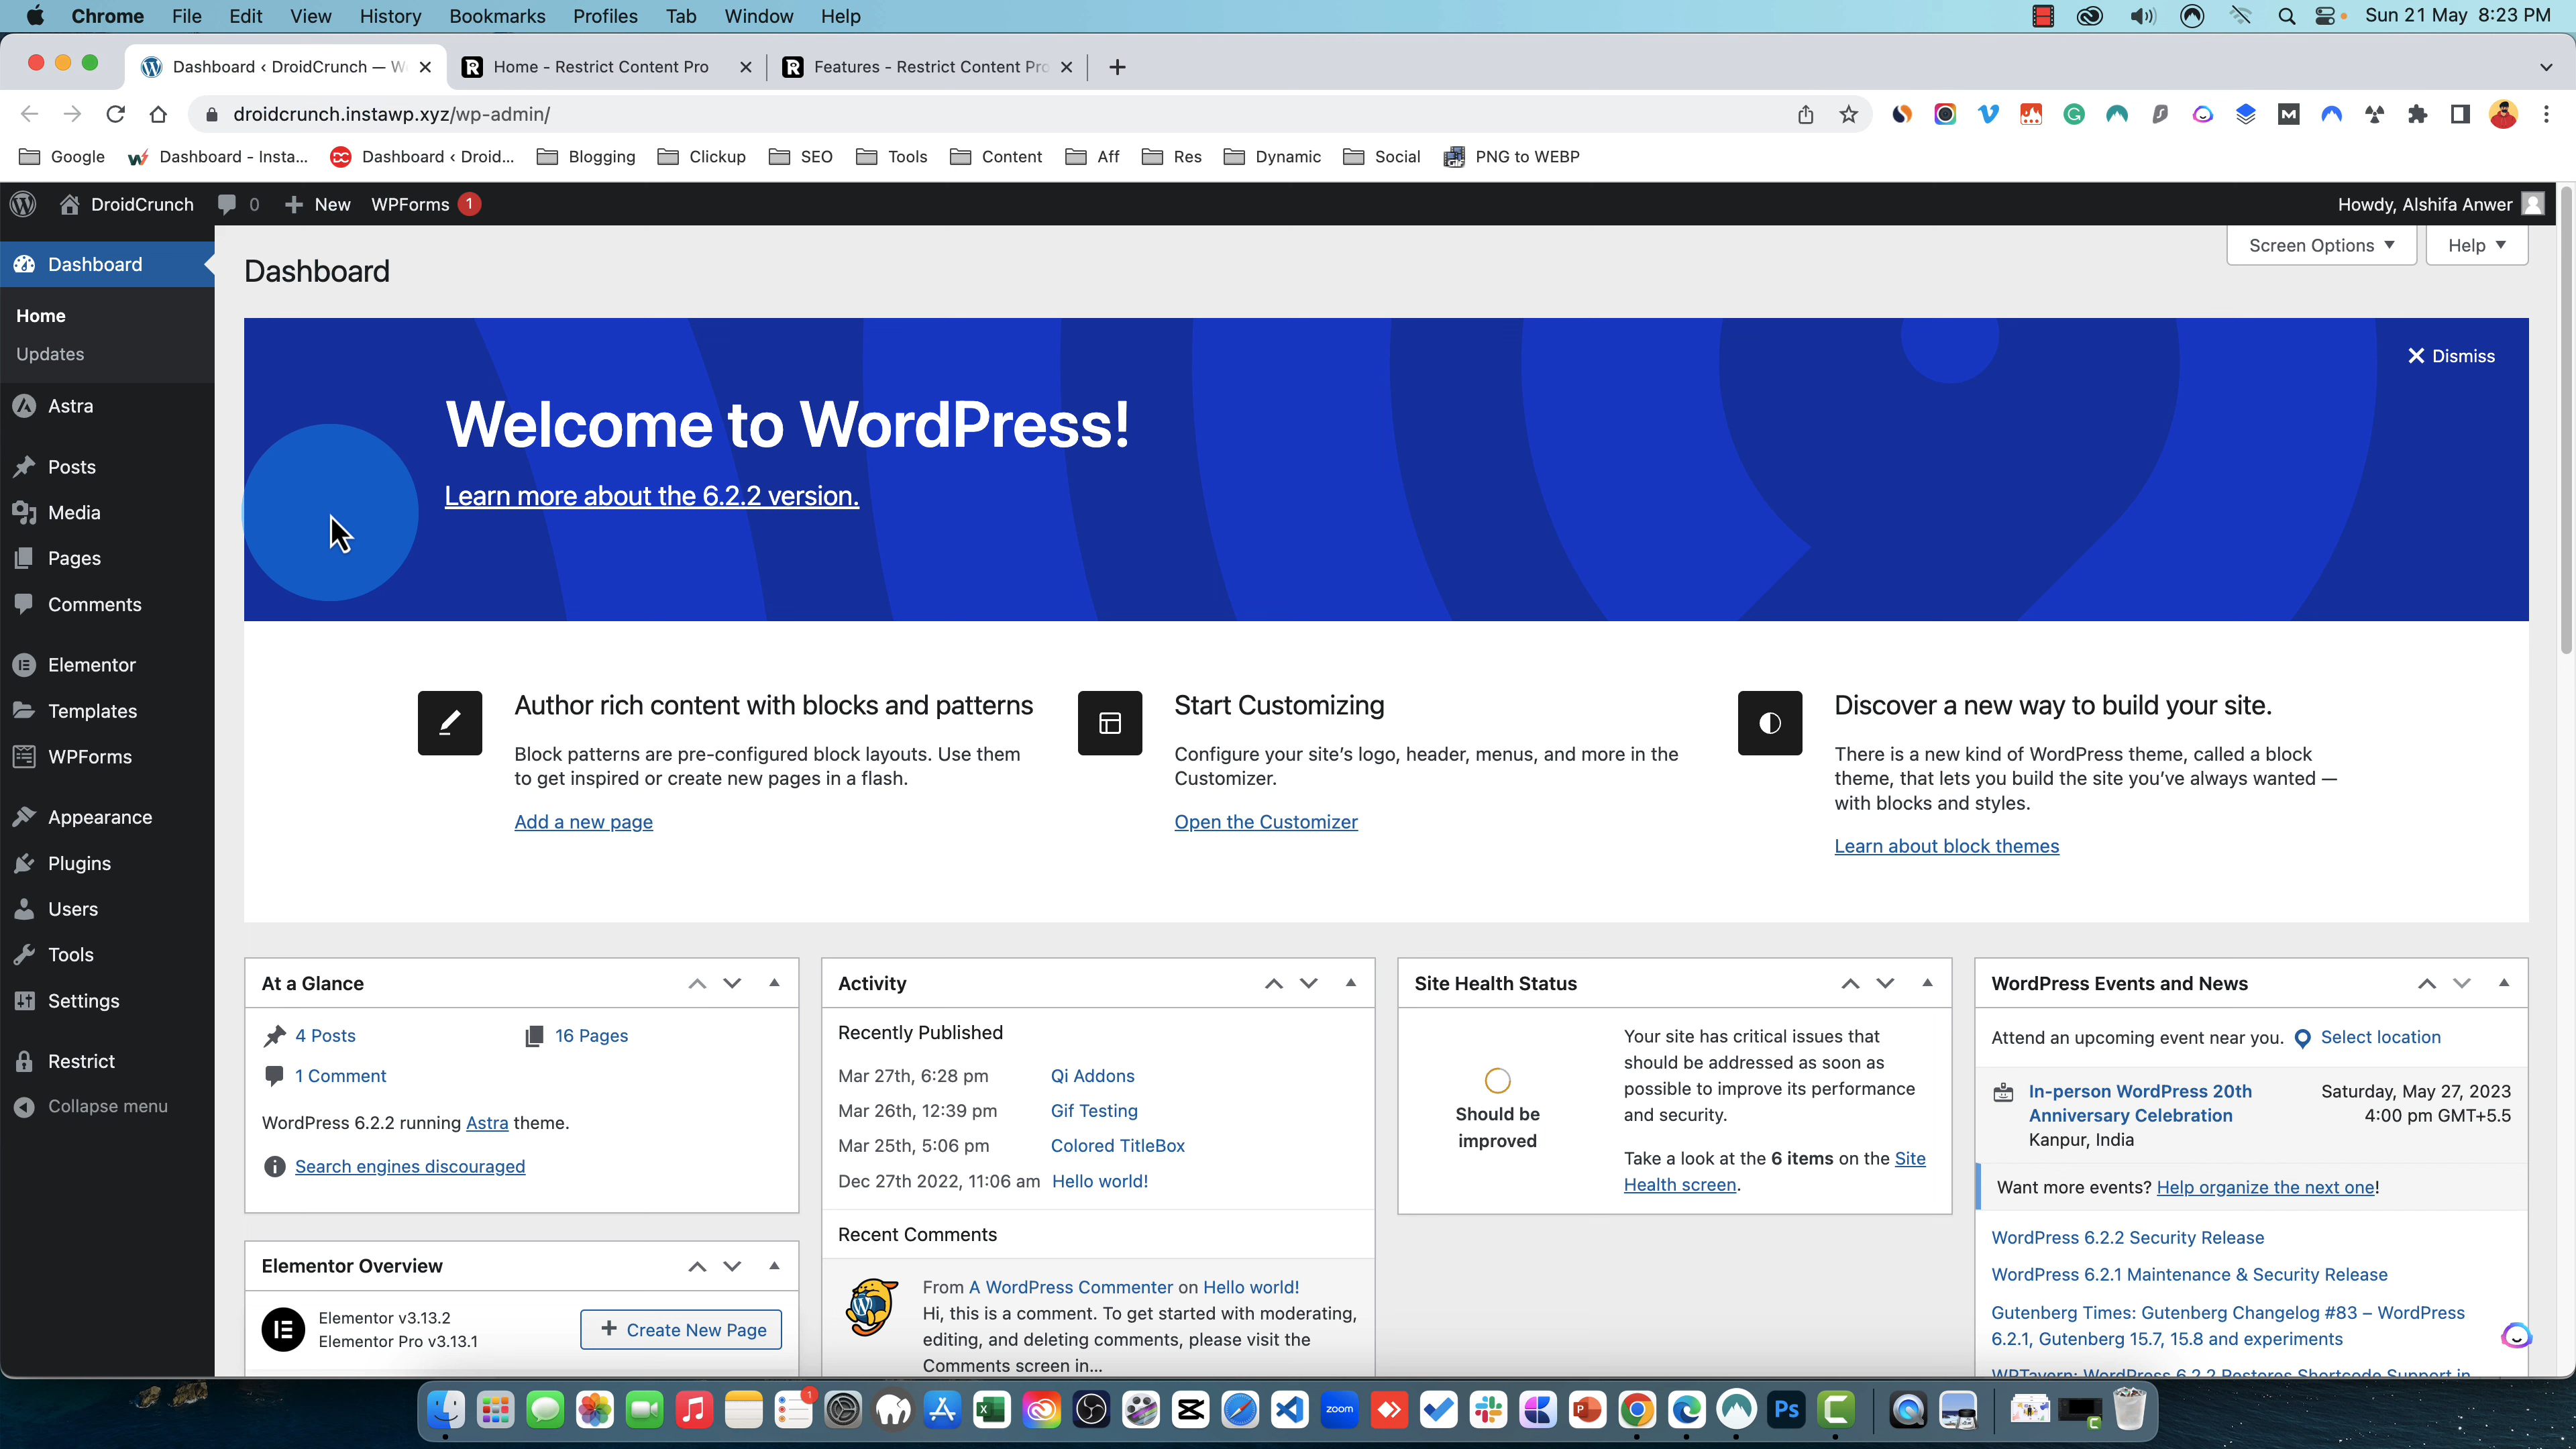 Chrome File Edit View History Bookmarks Profiles Tab Window Help
Sun 21 May 8:23 PM
Dashboard ‹ DroidCrunch — W
Home - Restrict Content Pro
Features - Restrict Content Pro
droidcrunch.instawp.xyz/wp-admin/
Google
Dashboard - Insta...
Dashboard ‹ Droid...
Blogging
Clickup
SEO
Tools
Content
Aff
Res
Dynamic
Social
PNG to WEBP
DroidCrunch
0
New
WPForms 1
Howdy, Alshifa Anwer
Screen Options
Help
Dashboard
Home
Updates
Astra
Posts
Media
Pages
Comments
Elementor
Templates
WPForms
Appearance
Plugins
Users
Tools
Settings
Restrict
Collapse menu
Dashboard
Dismiss
Welcome to WordPress!
Learn more about the 6.2.2 version.
Author rich content with blocks and patterns
Block patterns are pre-configured block layouts. Use them
to get inspired or create new pages in a flash.
Add a new page
Start Customizing
Configure your site's logo, header, menus, and more in the
Customizer.
Open the Customizer
Discover a new way to build your site.
There is a new kind of WordPress theme, called a block
theme, that lets you build the site you've always wanted —
with blocks and styles.
Learn about block themes
At a Glance
4 Posts
16 Pages
1 Comment
WordPress 6.2.2 running Astra theme.
Search engines discouraged
Elementor Overview
Elementor v3.13.2
Elementor Pro v3.13.1
Create New Page
Activity
Recently Published
Mar 27th, 6:28 pm Qi Addons
Mar 26th, 12:39 pm Gif Testing
Mar 25th, 5:06 pm Colored TitleBox
Dec 27th 2022, 11:06 am Hello world!
Recent Comments
From A WordPress Commenter on Hello world!
Hi, this is a comment. To get started with moderating,
editing, and deleting comments, please visit the
Comments screen in...
Site Health Status
Should be
improved
Your site has critical issues that
should be addressed as soon as
possible to improve its performance
and security.
Take a look at the 6 items on the Site
Health screen.
WordPress Events and News
Attend an upcoming event near you. Select location
In-person WordPress 20th
Anniversary Celebration
Kanpur, India
Saturday, May 27, 2023
4:00 pm GMT+5.5
Want more events? Help organize the next one!
WordPress 6.2.2 Security Release
WordPress 6.2.1 Maintenance & Security Release
Gutenberg Times: Gutenberg Changelog #83 – WordPress
6.2.1, Gutenberg 15.7, 15.8 and experiments
WPTavern: WordPress 6.2.2 Restores Shortcode Support in
1
zoom
Ps